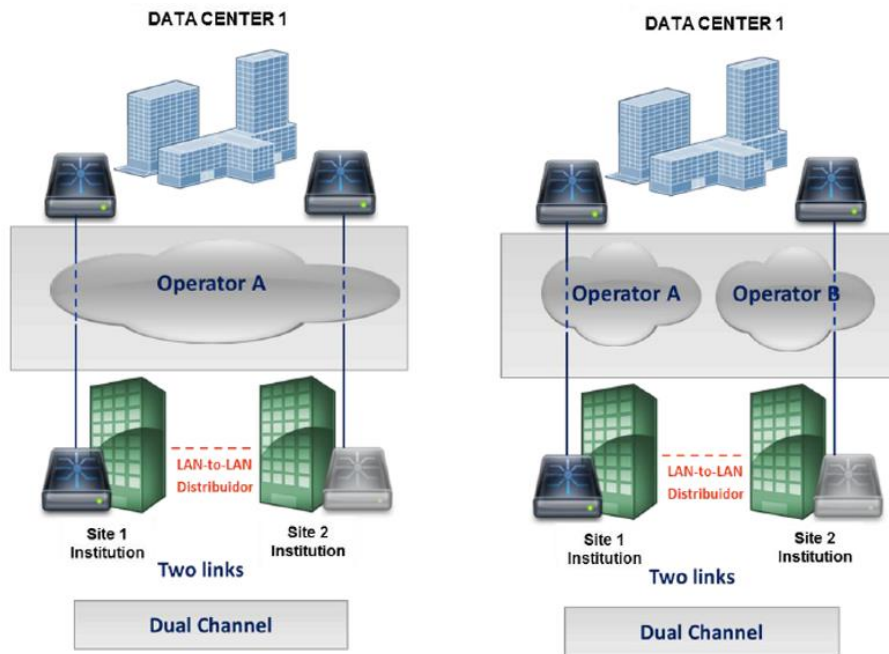 DATA CENTER 1
Operator A
LAN-to-LAN
Distribuidor
Site 1
Institution
Site 2
Institution
Two links
Dual Channel
DATA CENTER 1
Operator A
Operator B
LAN-to-LAN
Distribuidor
Site 1
Institution
Site 2
Institution
Two links
Dual Channel